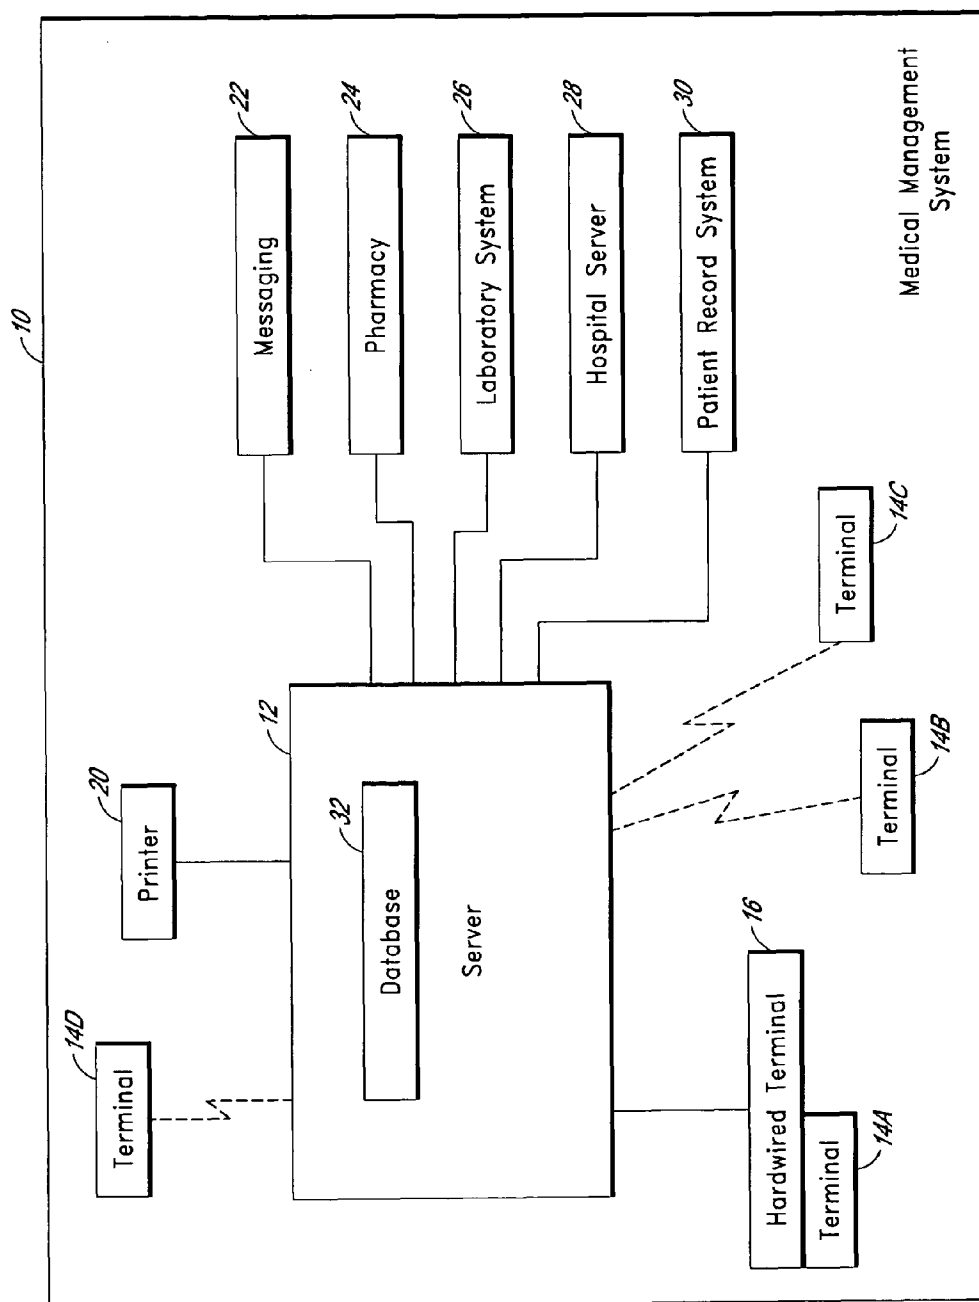 10
14D
Terminal
20
Printer
12
32
Database
Server
22
Messaging
24
Pharmacy
26
Laboratory System
28
Hospital Server
30
Patient Record System
16
Hardwired Terminal
14A
Terminal
14B
Terminal
14C
Terminal
Medical Management
System